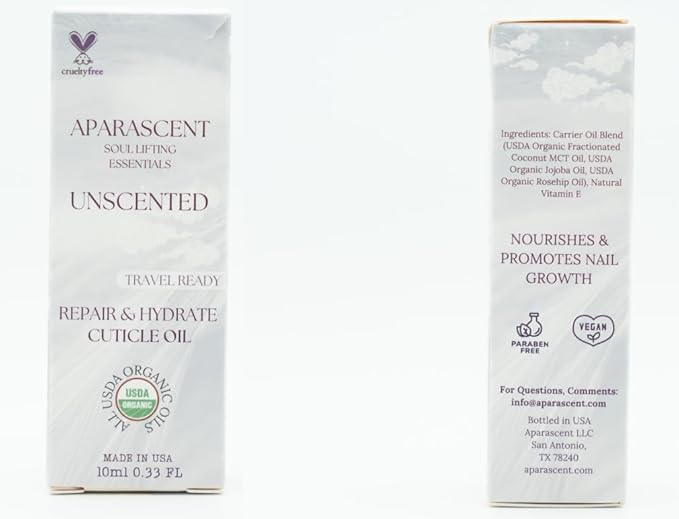 crueltyfree
APARASCENT
SOUL LIFTING
ESSENTIALS
UNSCENTED
TRAVEL READY
REPAIR & HYDRATE
CUTICLE OIL
ALL USDA ORGANIC OILS
USDA
ORGANIC
MADE IN USA
10ml 0.33 FL
Ingredients: Carrier Oil Blend
(USDA Organic Fractionated
Coconut MCT Oil, USDA
Organic Jojoba Oil, USDA
Organic Rosehip Oil), Natural
Vitamin E
NOURISHES &
PROMOTES NAIL
GROWTH
PARABEN
FREE
VEGAN
For Questions, Comments:
info@aparascent.com
Bottled in USA
Aparascent LLC
San Antonio,
TX 78240
aparascent.com